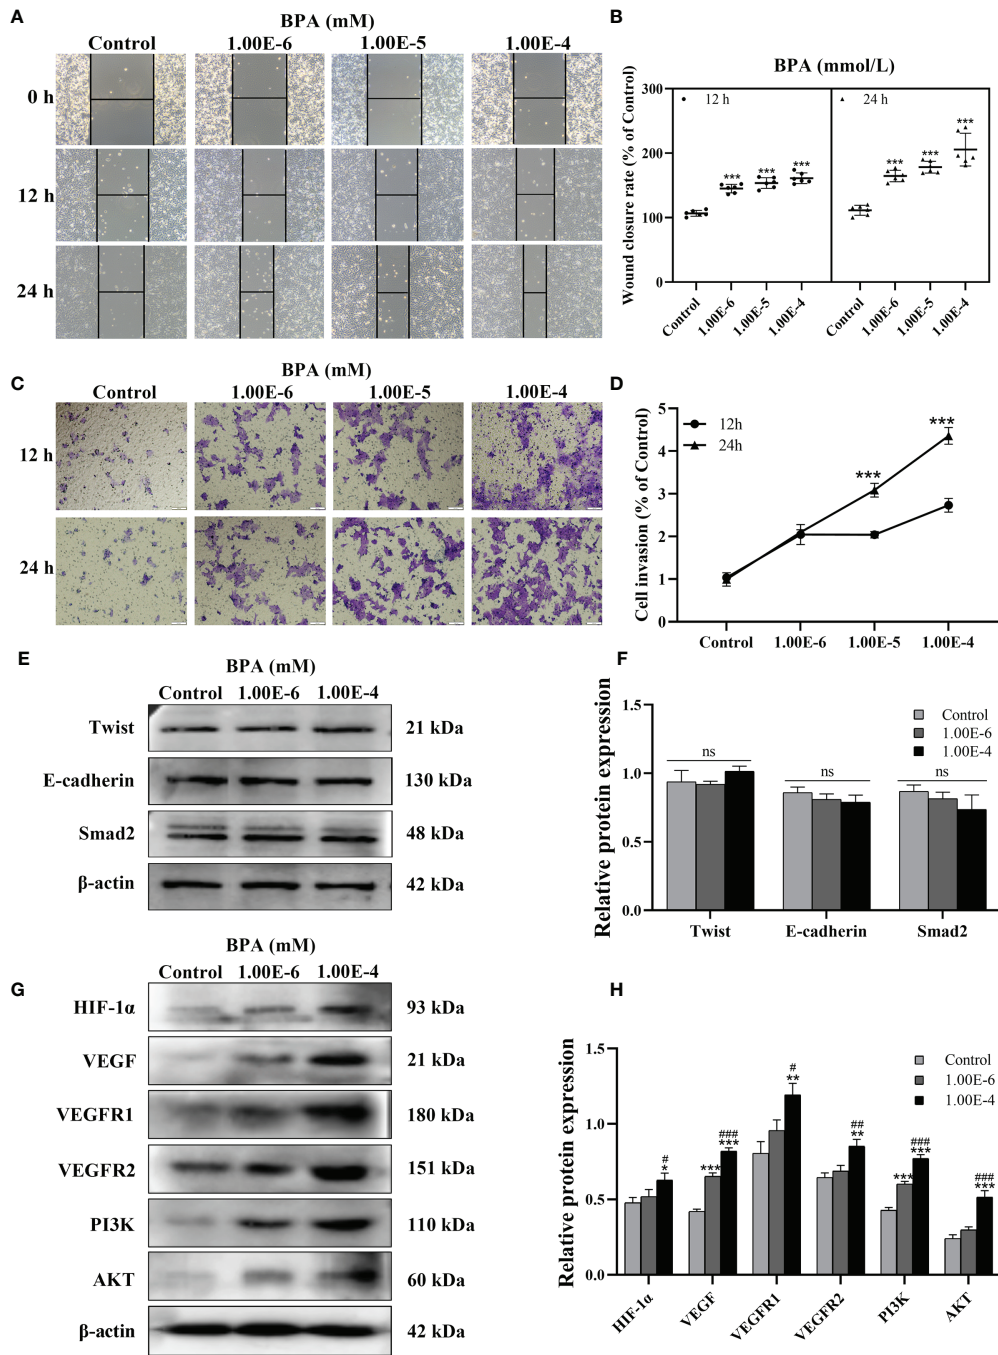 A
BPA (mM)
Control 1.00E-6 1.00E-5 1.00E-4
0 h
12 h
24 h
B
BPA (mmol/L)
Wound closure rate (% of Control)
300
200
100
0
12 h
24 h
*** *** ***
*** *** ***
Control 1.00E-6 1.00E-5 1.00E-4 Control 1.00E-6 1.00E-5 1.00E-4
C
BPA (mM)
Control 1.00E-6 1.00E-5 1.00E-4
12 h
24 h
D
Cell invasion (% of Control)
5
4
3
2
1
0
12h
24h
***
***
Control 1.00E-6 1.00E-5 1.00E-4
E
BPA (mM)
Control 1.00E-6 1.00E-4
Twist 21 kDa
E-cadherin 130 kDa
Smad2 48 kDa
β-actin 42 kDa
F
Relative protein expression
1.5
1.0
0.5
0.0
Control
1.00E-6
1.00E-4
ns ns ns
Twist E-cadherin Smad2
G
BPA (mM)
Control 1.00E-6 1.00E-4
HIF-1α 93 kDa
VEGF 21 kDa
VEGFR1 180 kDa
VEGFR2 151 kDa
PI3K 110 kDa
AKT 60 kDa
β-actin 42 kDa
H
Relative protein expression
1.5
1.0
0.5
0.0
Control
1.00E-6
1.00E-4
# ### # ## ### ###
* *** *** ** ** *** *** ***
HIF-1α VEGF VEGFR1 VEGFR2 PI3K AKT